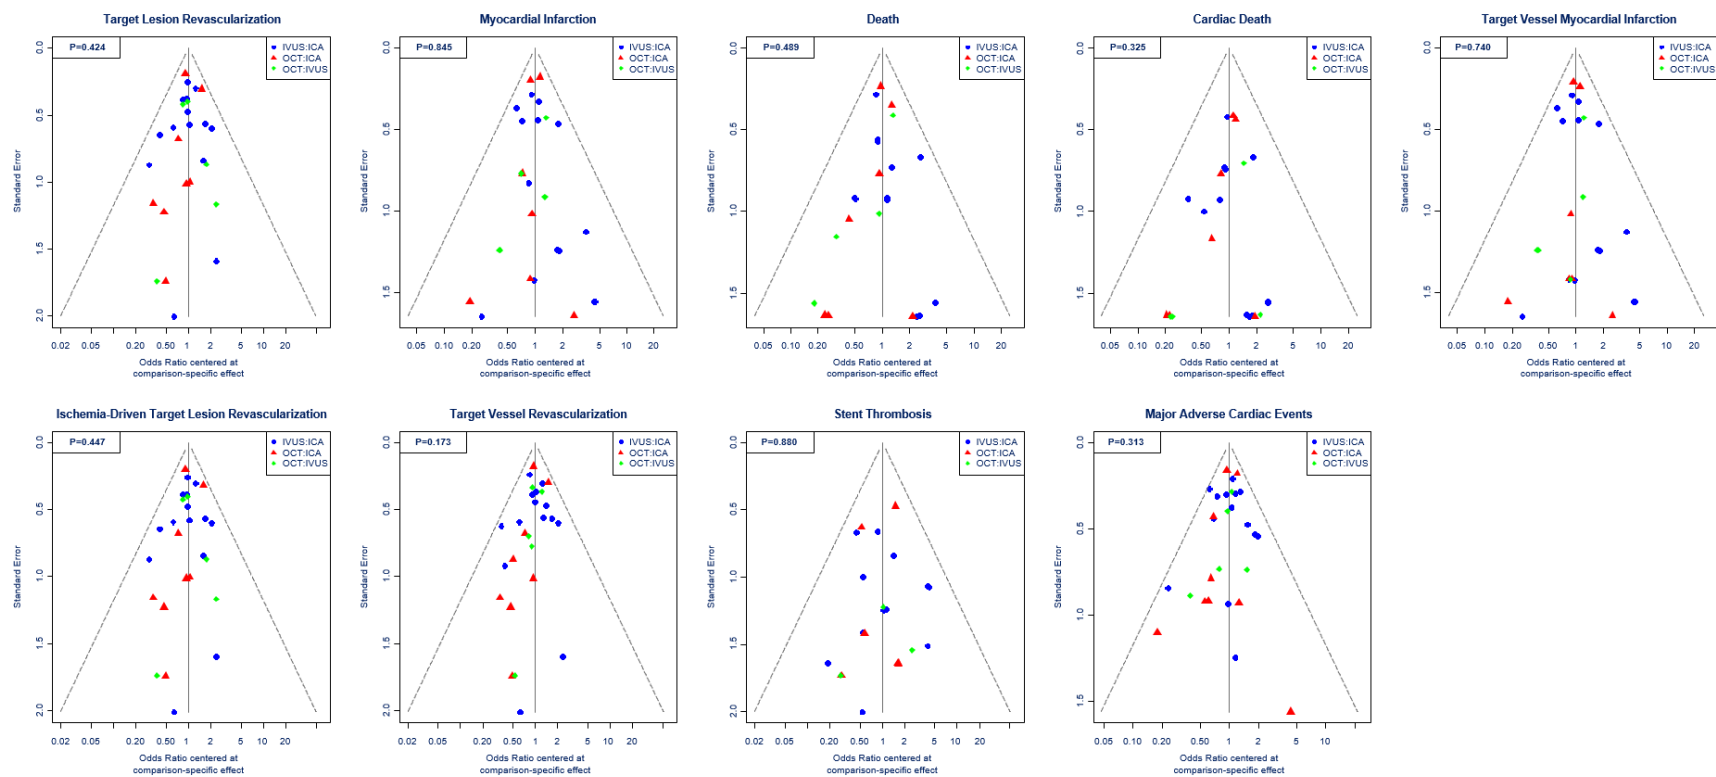 Target Lesion Revascularization
P=0.424
IVUS:ICA
OCT:ICA
OCT:IVUS
Standard Error
0.0
0.5
1.0
1.5
2.0
0.02 0.05 0.20 0.50 1 2 5 10 20
Odds Ratio centered at
comparison-specific effect
Myocardial Infarction
P=0.845
IVUS:ICA
OCT:ICA
OCT:IVUS
Standard Error
0.0
0.5
1.0
1.5
0.05 0.10 0.20 0.50 1 2 5 10 20
Odds Ratio centered at
comparison-specific effect
Death
P=0.489
IVUS:ICA
OCT:ICA
OCT:IVUS
Standard Error
0.0
0.5
1.0
1.5
0.05 0.10 0.20 0.50 1 2 5 10 20
Odds Ratio centered at
comparison-specific effect
Cardiac Death
P=0.325
IVUS:ICA
OCT:ICA
OCT:IVUS
Standard Error
0.0
0.5
1.0
1.5
0.05 0.10 0.20 0.50 1 2 5 10 20
Odds Ratio centered at
comparison-specific effect
Target Vessel Myocardial Infarction
P=0.740
IVUS:ICA
OCT:ICA
OCT:IVUS
Standard Error
0.0
0.5
1.0
1.5
0.05 0.10 0.20 0.50 1 2 5 10 20
Odds Ratio centered at
comparison-specific effect
Ischemia-Driven Target Lesion Revascularization
P=0.447
IVUS:ICA
OCT:ICA
OCT:IVUS
Standard Error
0.0
0.5
1.0
1.5
2.0
0.02 0.05 0.20 0.50 1 2 5 10 20
Odds Ratio centered at
comparison-specific effect
Target Vessel Revascularization
P=0.173
IVUS:ICA
OCT:ICA
OCT:IVUS
Standard Error
0.0
0.5
1.0
1.5
2.0
0.02 0.05 0.20 0.50 1 2 5 10 20
Odds Ratio centered at
comparison-specific effect
Stent Thrombosis
P=0.880
IVUS:ICA
OCT:ICA
OCT:IVUS
Standard Error
0.0
0.5
1.0
1.5
2.0
0.02 0.05 0.20 0.50 1 2 5 10 20
Odds Ratio centered at
comparison-specific effect
Major Adverse Cardiac Events
P=0.313
IVUS:ICA
OCT:ICA
OCT:IVUS
Standard Error
0.0
0.5
1.0
1.5
0.05 0.10 0.20 0.50 1 2 5 10
Odds Ratio centered at
comparison-specific effect